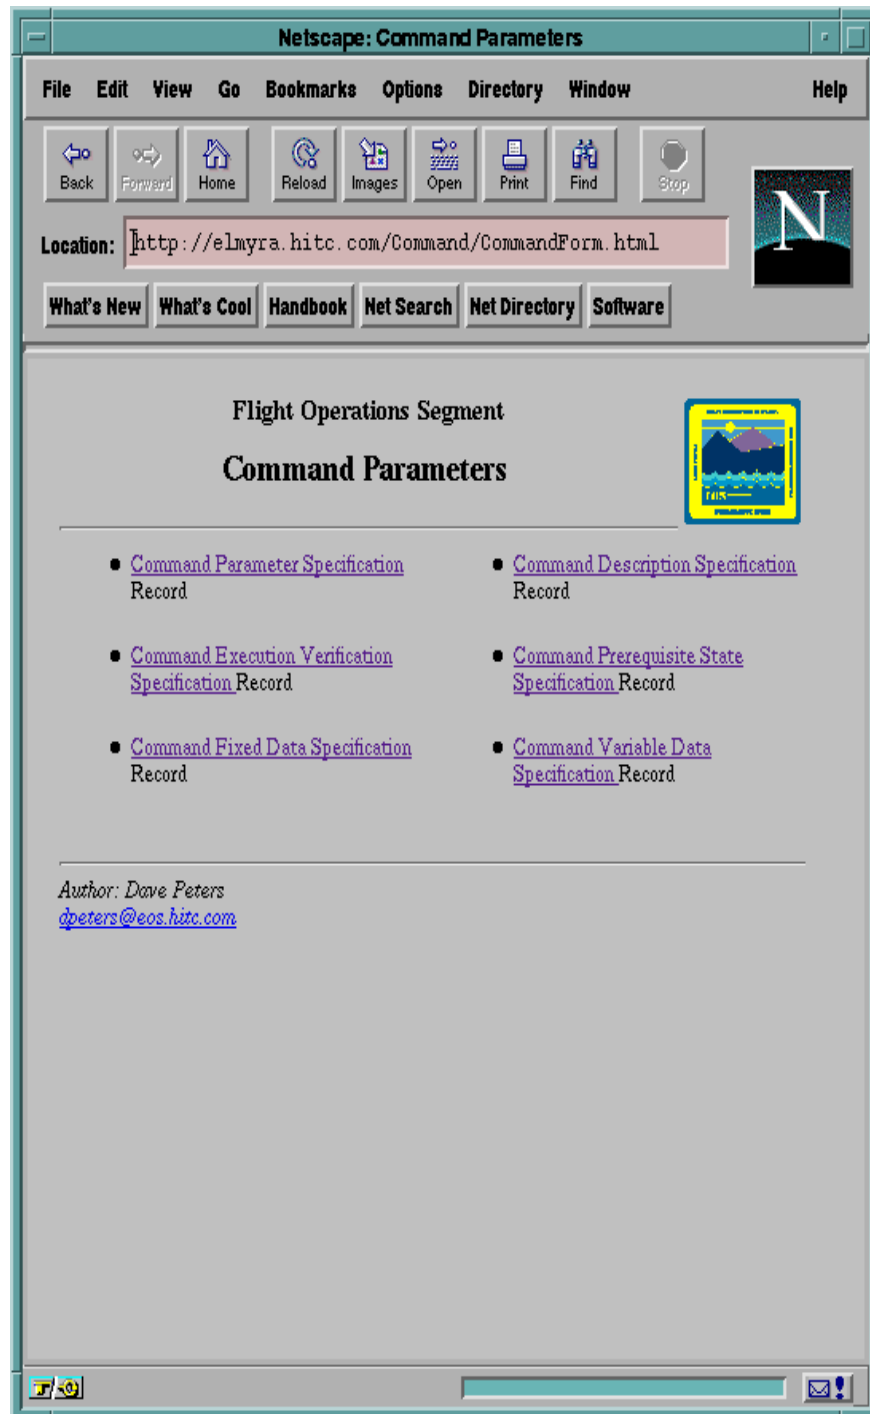 Netscape: Command Parameters
File Edit View Go Bookmarks Options Directory Window Help
Back Forward Home Reload Images Open Print Find Stop
Location: http://elmyra.hitc.com/Command/CommandForm.html
N
What's New What's Cool Handbook Net Search Net Directory Software
Flight Operations Segment
Command Parameters
Command Parameter Specification
Record
Command Description Specification
Record
Command Execution Verification
Specification Record
Command Prerequisite State
Specification Record
Command Fixed Data Specification
Record
Command Variable Data
Specification Record
Author: Dave Peters
dpeters@eos.hitc.com